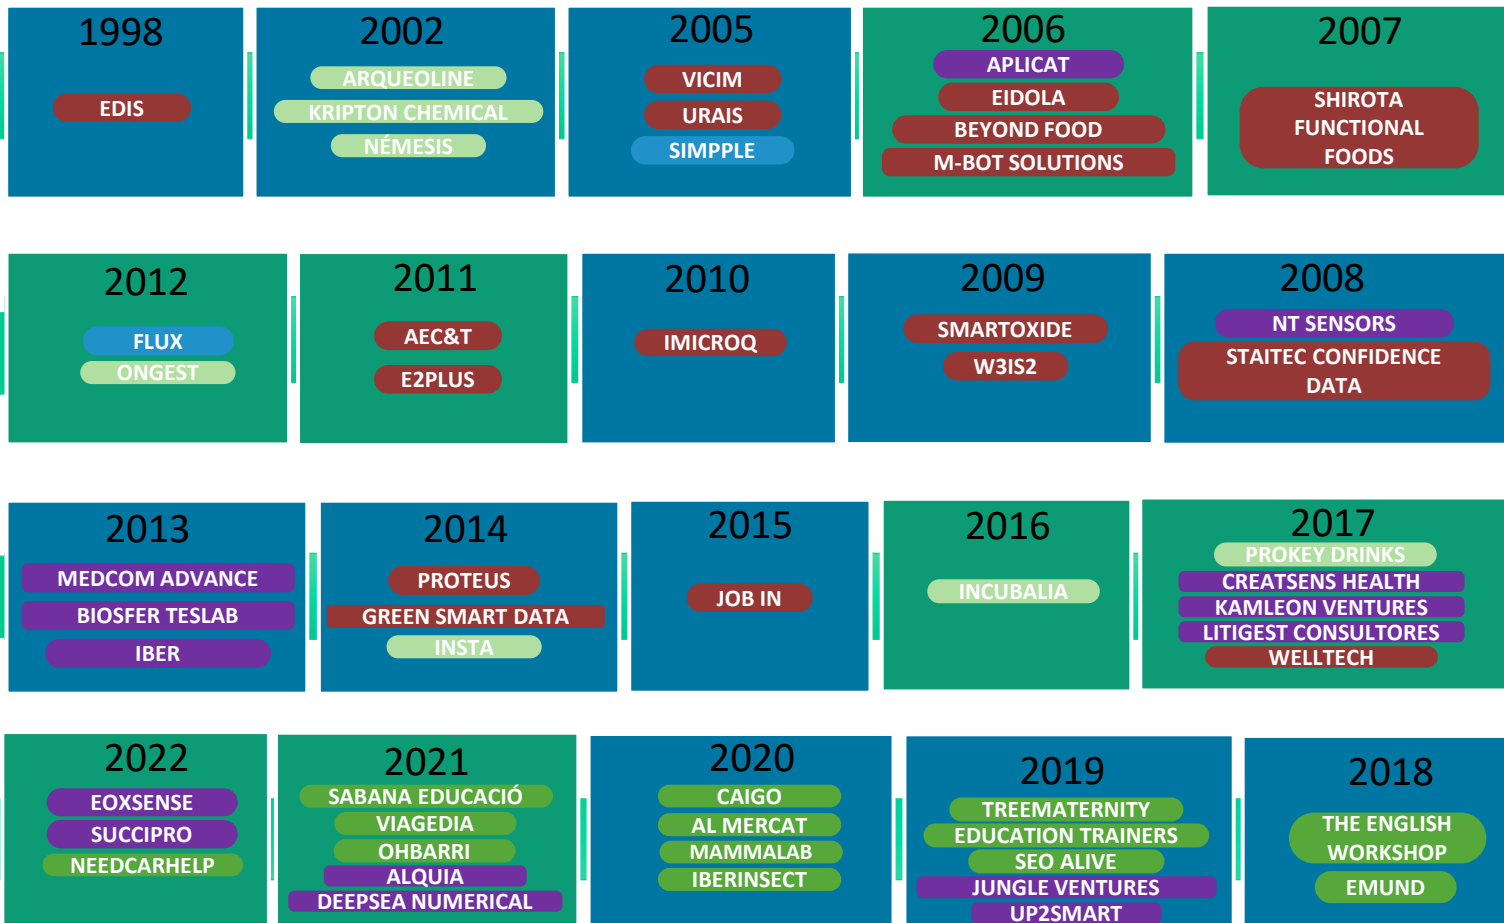 1998
EDIS
2002
ARQUEOLINE
KRIPTON CHEMICAL
NÉMESIS
2005
VICIM
URAIS
SIMPPLE
2006
APLICAT
EIDOLA
BEYOND FOOD
M-BOT SOLUTIONS
2007
SHIROTA
FUNCTIONAL
FOODS
2012
FLUX
ONGEST
2011
AEC&T
E2PLUS
2010
IMICROQ
2009
SMARTOXIDE
W3IS2
2008
NT SENSORS
STAITEC CONFIDENCE
DATA
2013
MEDCOM ADVANCE
BIOSFER TESLAB
IBER
2014
PROTEUS
GREEN SMART DATA
INSTA
2015
JOB IN
2016
INCUBALIA
2017
PROKEY DRINKS
CREATSENS HEALTH
KAMLEON VENTURES
LITIGEST CONSULTORES
WELLTECH
2022
EOXSENSE
SUCCIPRO
NEEDCARHELP
2021
SABANA EDUCACIÓ
VIAGEDIA
OHBARRI
ALQUIA
DEEPSEA NUMERICAL
2020
CAIGO
AL MERCAT
MAMMALAB
IBERINSECT
2019
TREEMATERNITY
EDUCATION TRAINERS
SEO ALIVE
JUNGLE VENTURES
UP2SMART
2018
THE ENGLISH
WORKSHOP
EMUND